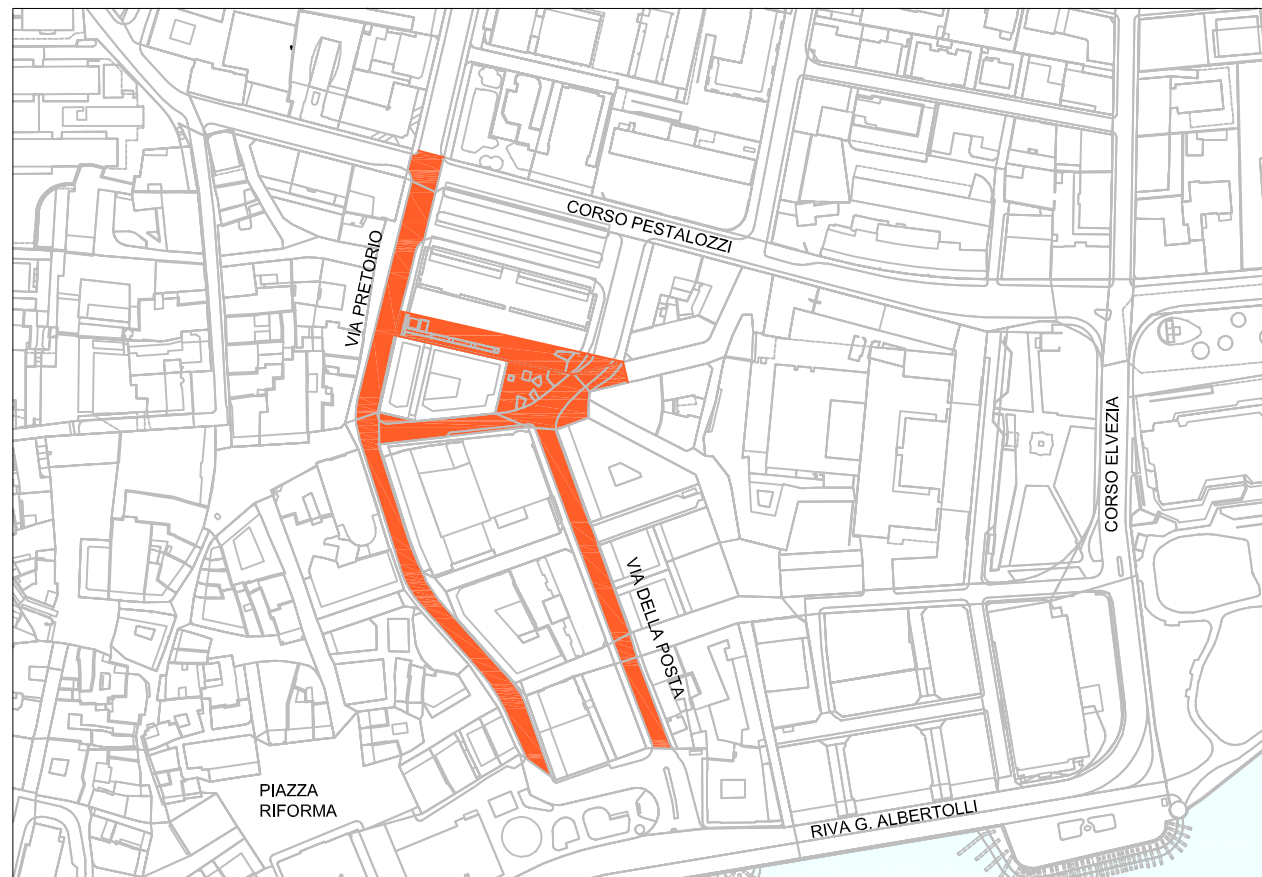 CORSO PESTALOZZI
VIA PRETORIO
CORSO ELVEZIA
VIA DELLA POSTA
PIAZZA
RIFORMA
RIVA G. ALBERTOLLI